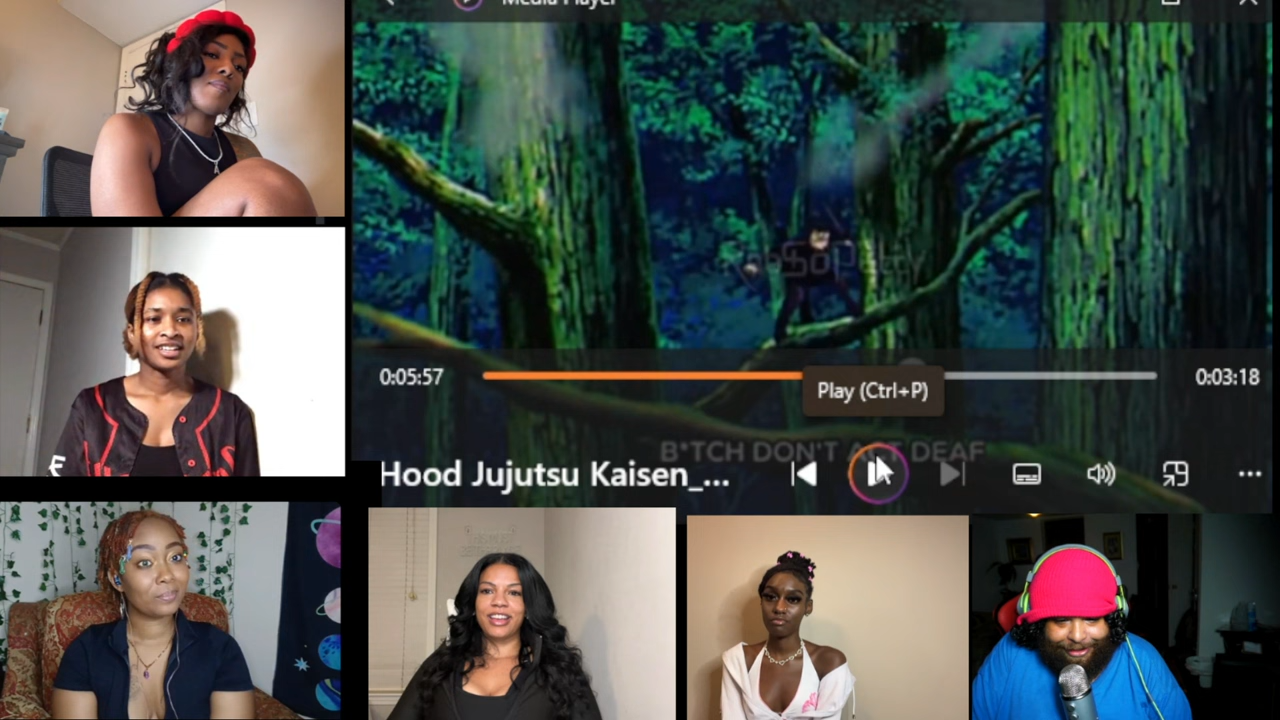 Media Player
0:05:57
Play (Ctrl+P)
0:03:18
B*TCH DON'T ACT DEAF
Hood Jujutsu Kaisen_...